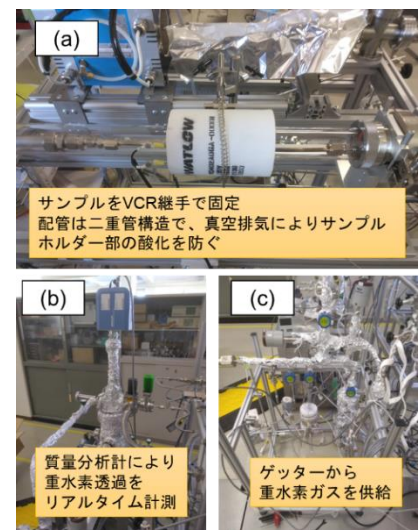 (a)
WATLOW
サンプルをVCR継手で固定
配管は二重管構造で、真空排気によりサンプル
ホルダー部の酸化を防ぐ
(b)
質量分析計により
重水素透過を
リアルタイム計測
(c)
ゲッターから
重水素ガスを供給